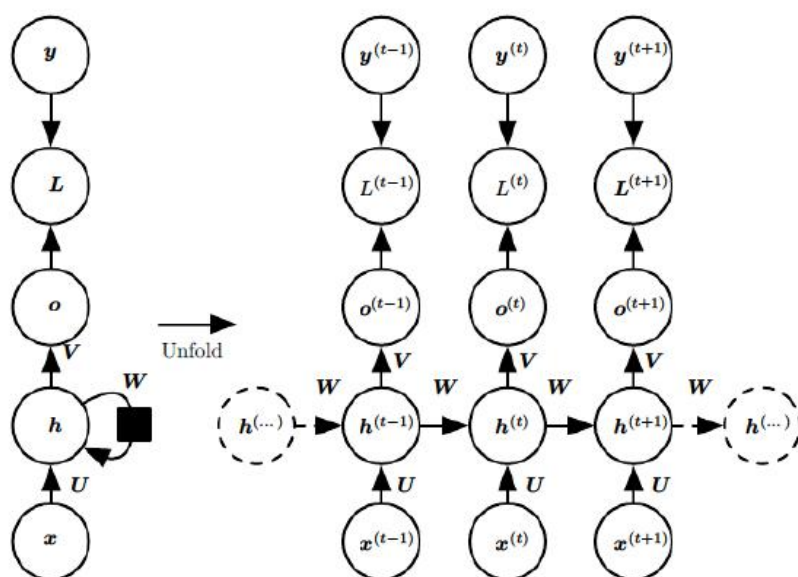 y y^(t−1) y^(t) y^(t+1)
L L^(t−1) L^(t) L^(t+1)
o o^(t−1) o^(t) o^(t+1)
Unfold
V V V V
W W W W W
h h^(...) h^(t−1) h^(t) h^(t+1) h^(...)
U U U U
x x^(t−1) x^(t) x^(t+1)